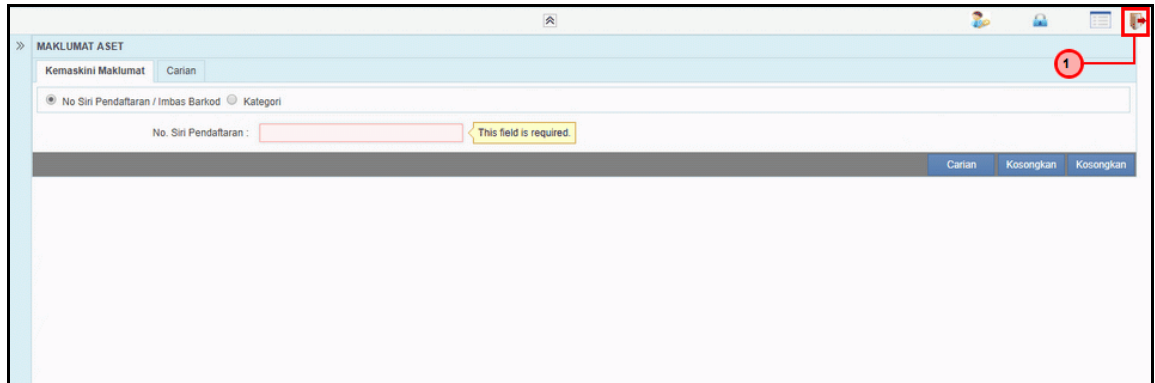 1
MAKLUMAT ASET
Kemaskini Maklumat Carian
No Siri Pendaftaran / Imbas Barkod Kategori
No. Siri Pendaftaran : This field is required.
Carian Kosongkan Kosongkan